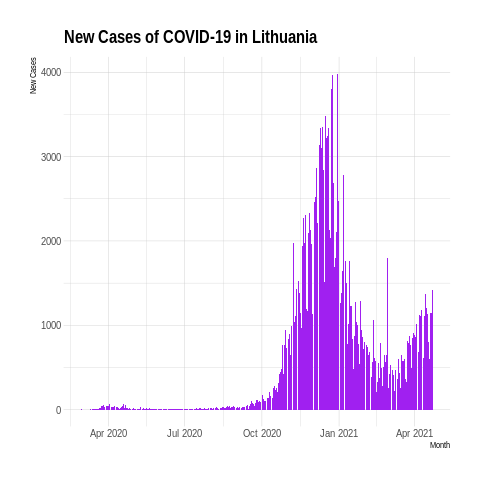 New Cases of COVID-19 in Lithuania
New Cases
4000
3000
2000
1000
0
Apr 2020
Jul 2020
Oct 2020
Jan 2021
Apr 2021
Month